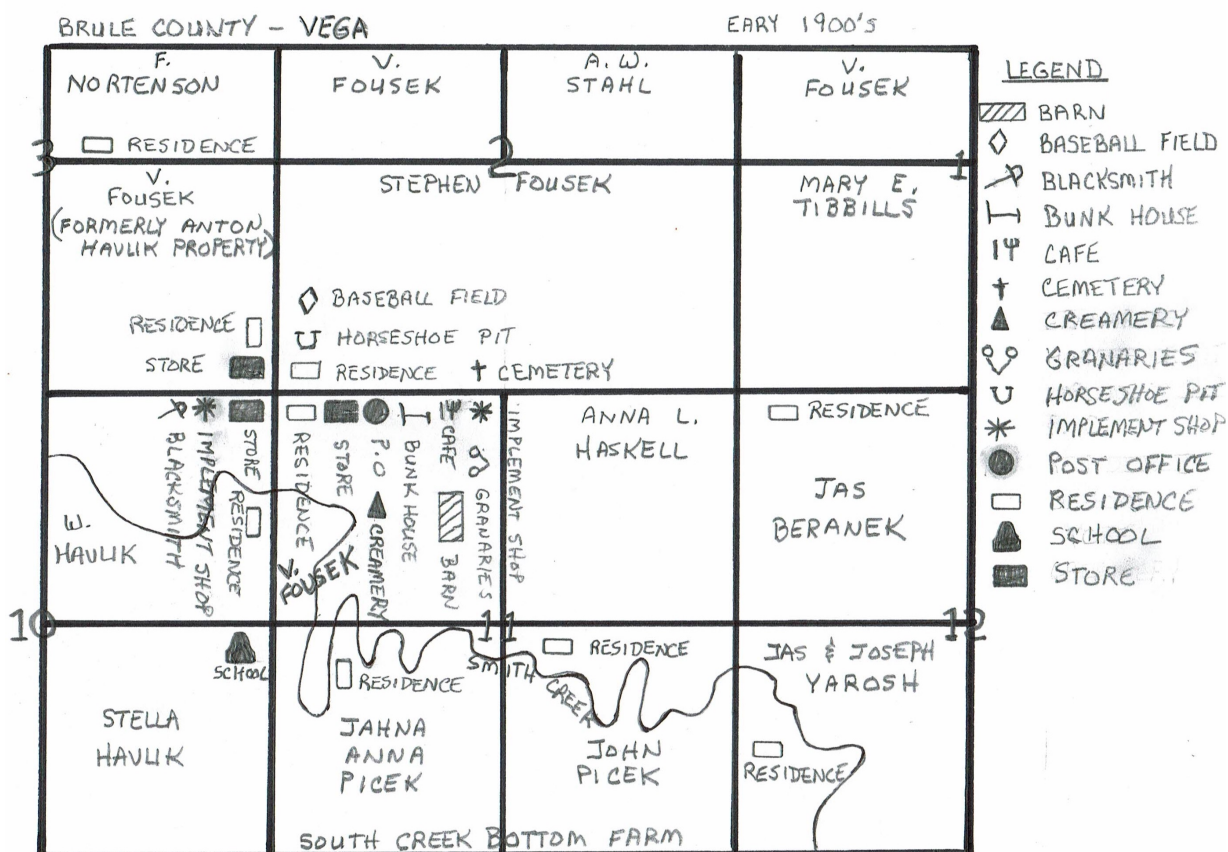 BRULE COUNTY - VEGA
EARY 1900's
F.
NORTENSON
RESIDENCE
V.
FOUSEK
A.W.
STAHL
V.
FOUSEK
3
2
1
V.
FOUSEK
(FORMERLY ANTON
HAVLIK PROPERTY)
RESIDENCE
STORE
STEPHEN FOUSEK
BASEBALL FIELD
HORSESHOE PIT
RESIDENCE
CEMETERY
MARY E.
TIBBILLS
W.
HAVLIK
BLACKSMITH
IMPLEMENT SHOP
STORE
RESIDENCE
RESIDENCE
STORE
P.O
CREAMERY
BUNK HOUSE
CAFE
BARN
GRANARIES
IMPLEMENT SHOP
V.
FOUSEK
ANNA L.
HASKELL
RESIDENCE
JAS
BERANEK
10
11
12
SCHOOL
STELLA
HAVLIK
RESIDENCE
JAHNA
ANNA
PICEK
SMITH
CREEK
RESIDENCE
JOHN
PICEK
JAS & JOSEPH
YAROSH
RESIDENCE
SOUTH CREEK BOTTOM FARM
LEGEND
BARN
BASEBALL FIELD
BLACKSMITH
BUNK HOUSE
CAFE
CEMETERY
CREAMERY
GRANARIES
HORSESHOE PIT
IMPLEMENT SHOP
POST OFFICE
RESIDENCE
SCHOOL
STORE